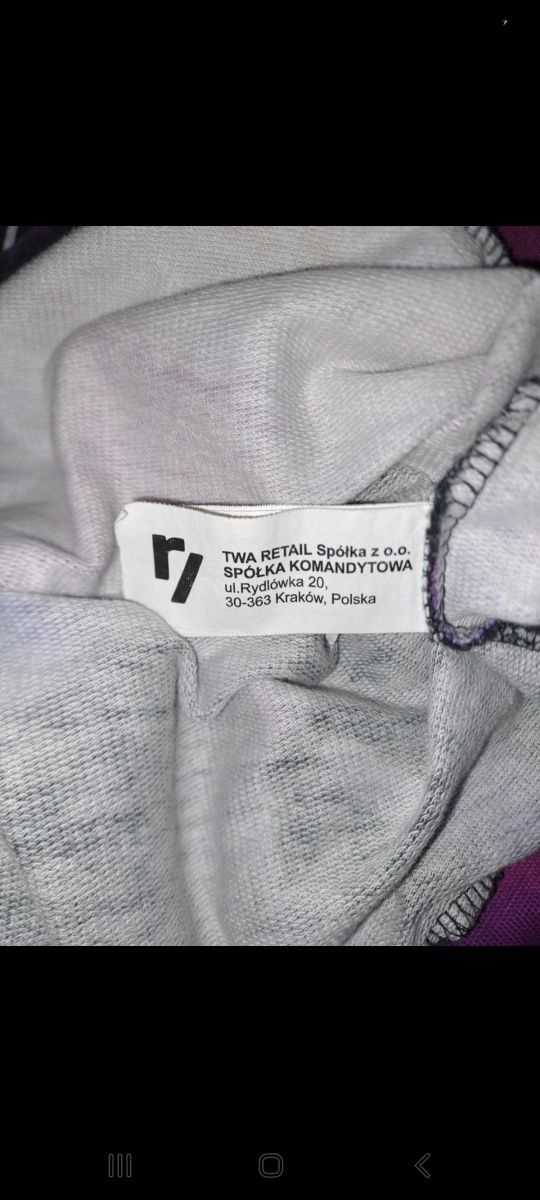 r/
TWA RETAIL Spółka z o.o.
SPÓŁKA KOMANDYTOWA
ul.Rydlówka 20,
30-363 Kraków, Polska